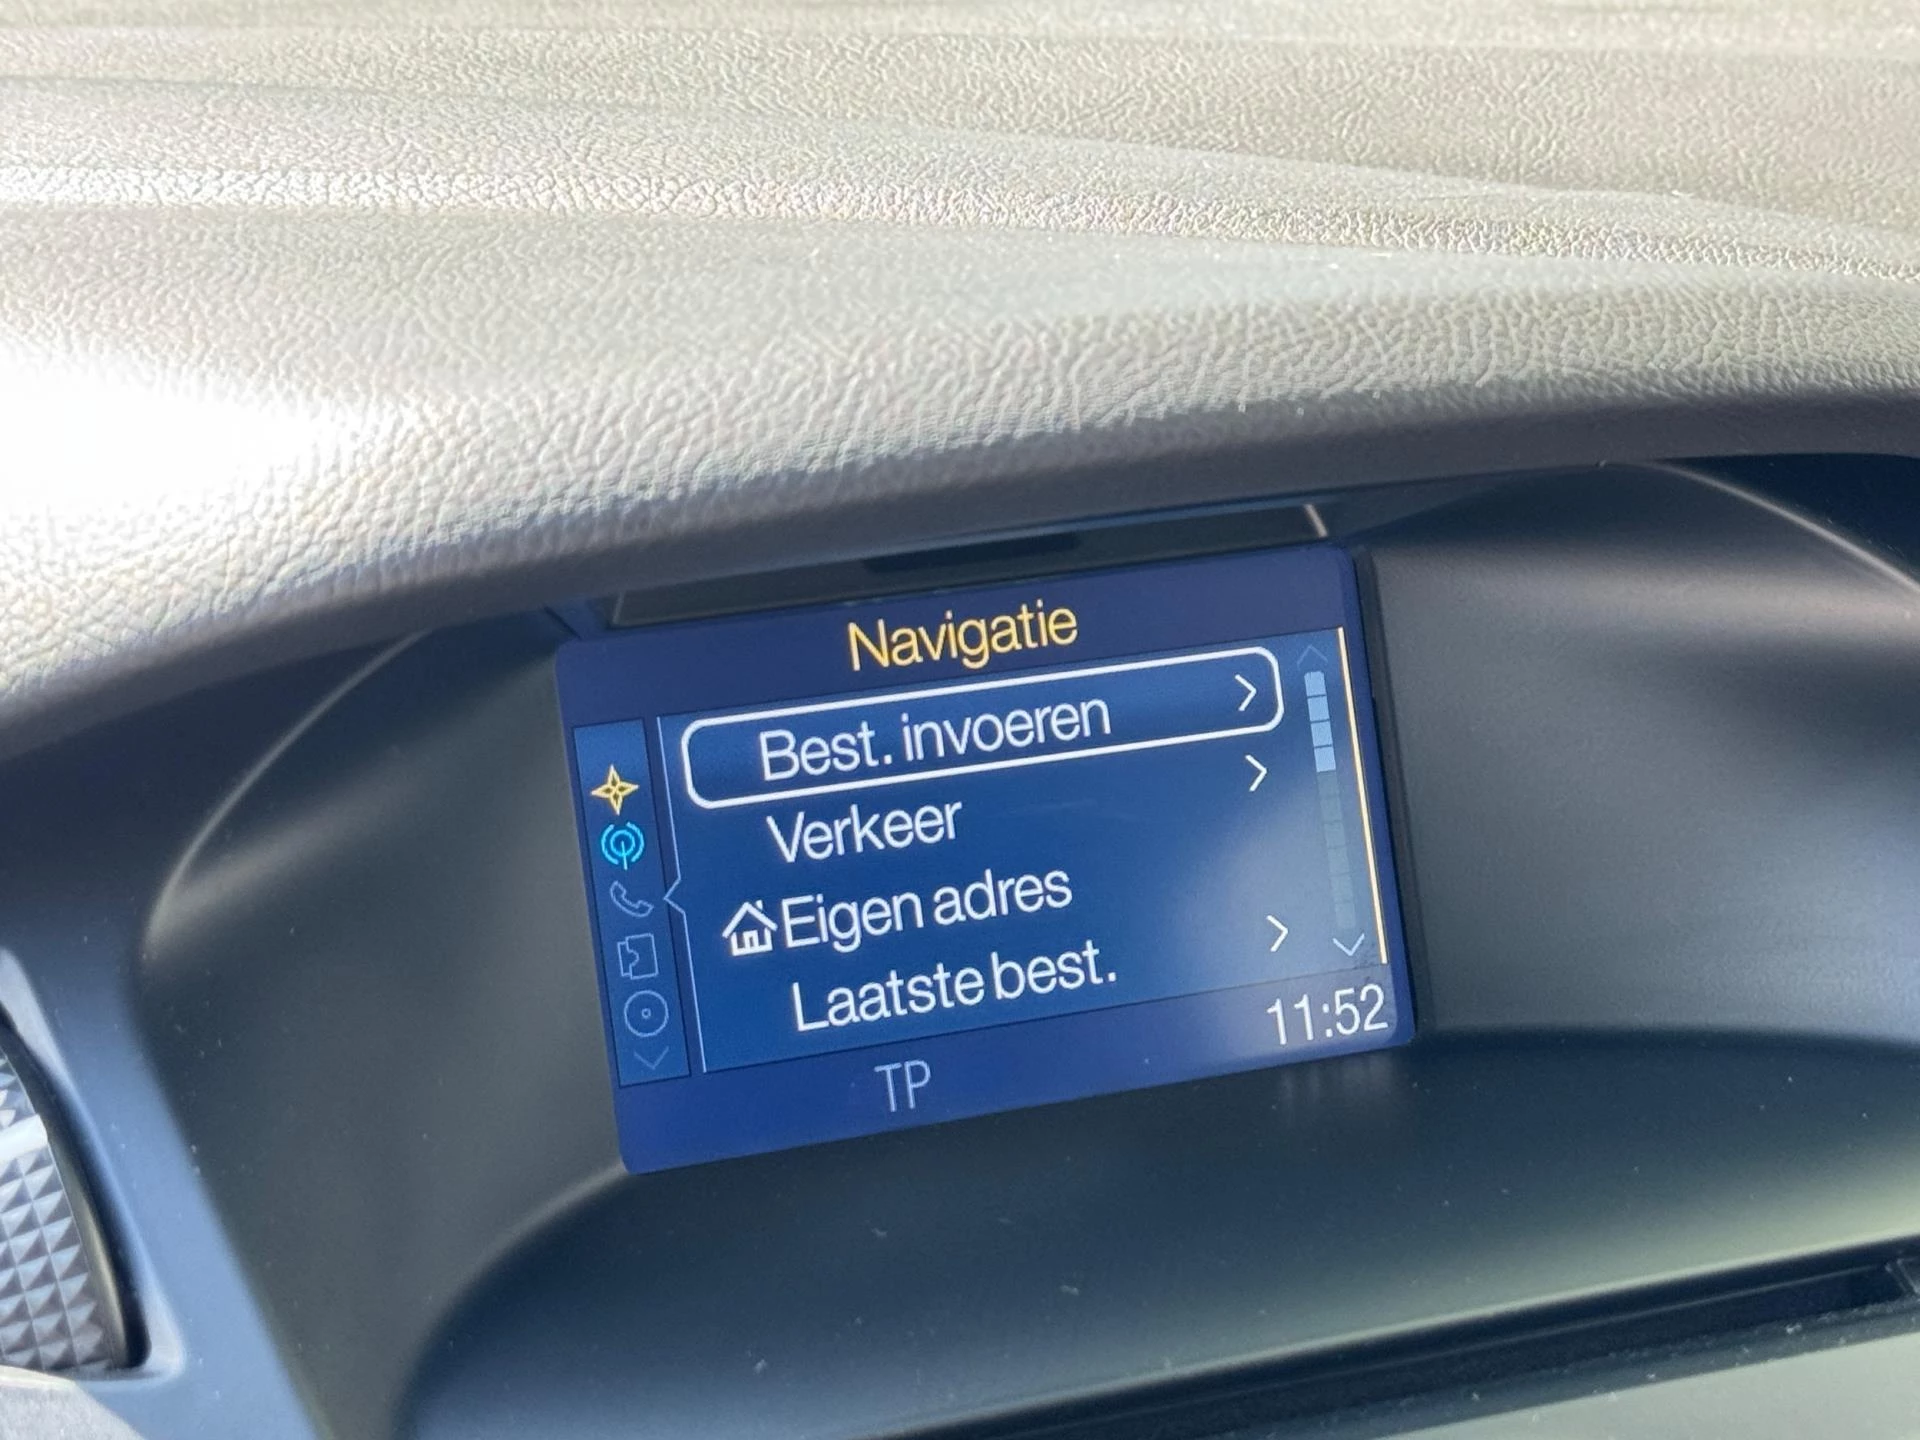 Navigatie
Best. invoeren
Verkeer
Eigen adres
Laatste best.
TP
11:52